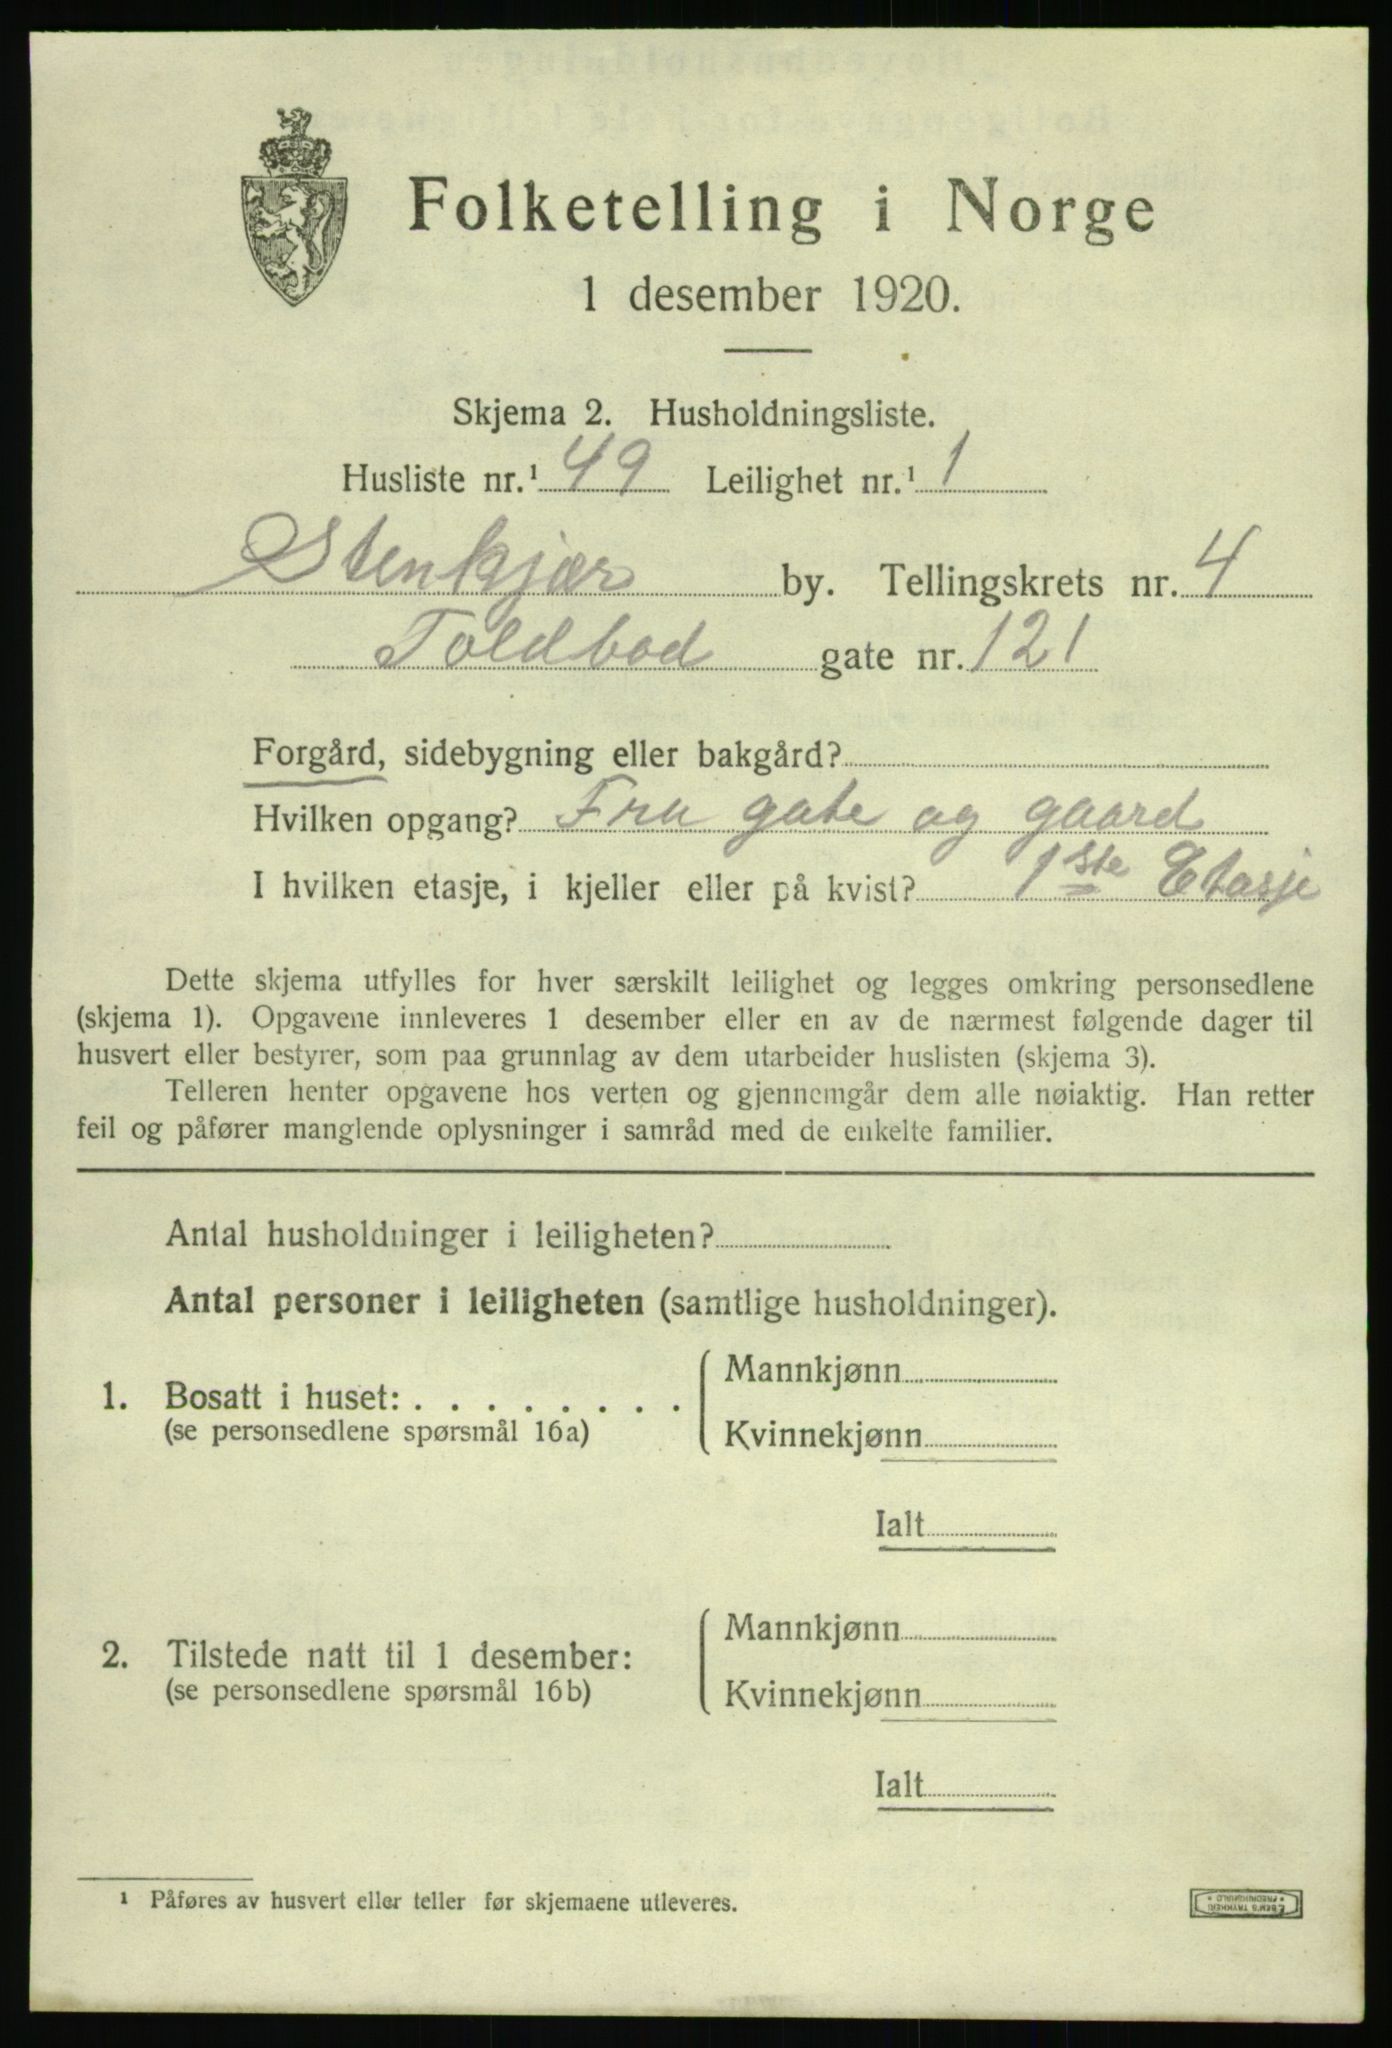 Folketelling i Norge
1 desember 1920.
Skjema 2. Husholdningsliste.
Husliste nr.¹ 49 Leilighet nr.¹ 1
Stenkjær by. Tellingskrets nr. 4
Toldbod gate nr. 121
Forgård, sidebygning eller bakgård?
Hvilken opgang? Fra gate og gaard
I hvilken etasje, i kjeller eller på kvist? 1ste Etasje
Dette skjema utfylles for hver særskilt leilighet og legges omkring personsedlene
(skjema 1). Opgavene innleveres 1 desember eller en av de nærmest følgende dager til
husvert eller bestyrer, som paa grunnlag av dem utarbeider huslisten (skjema 3).
Telleren henter opgavene hos verten og gjennemgår dem alle nøiaktig. Han retter
feil og påfører manglende oplysninger i samråd med de enkelte familier.
Antal husholdninger i leiligheten?
Antal personer i leiligheten (samtlige husholdninger).
1. Bosatt i huset: . . . . . . . .
(se personsedlene spørsmål 16a)
Mannkjønn
Kvinnekjønn
Ialt
2. Tilstede natt til 1 desember:
(se personsedlene spørsmål 16b)
Mannkjønn
Kvinnekjønn
Ialt
¹ Påføres av husvert eller teller før skjemaene utleveres.